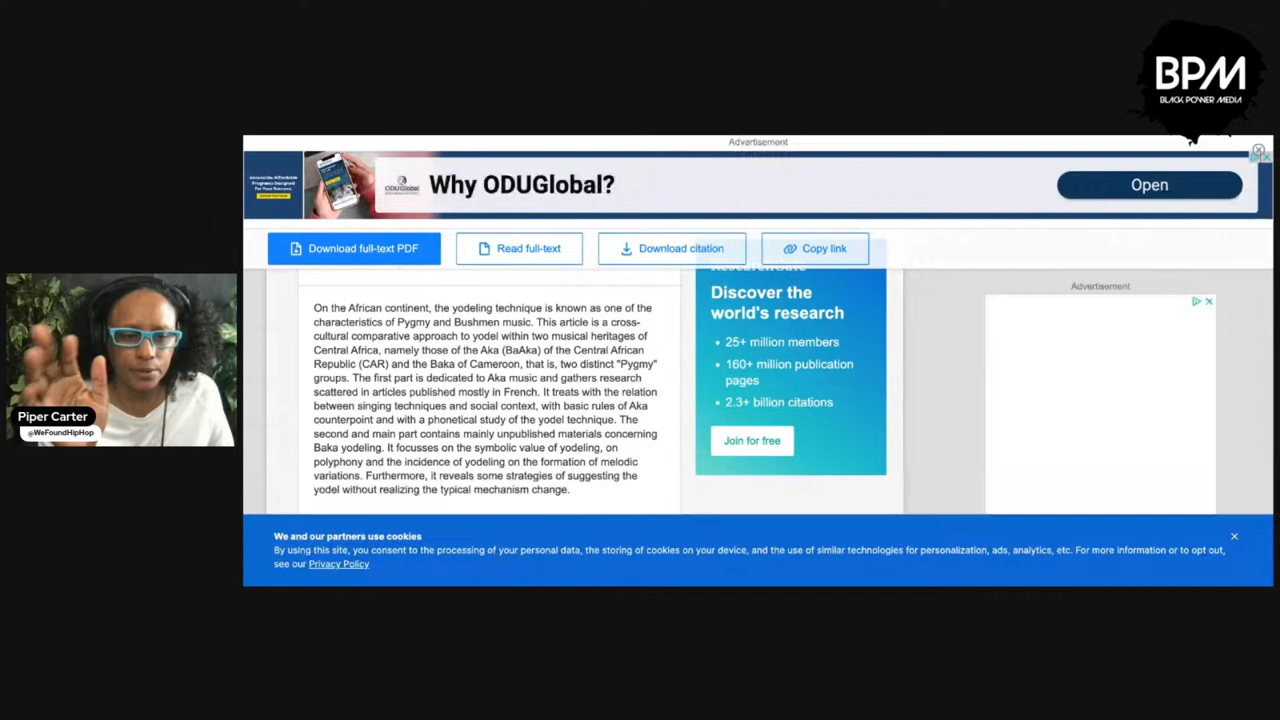 BPM
BLACK POWER MEDIA
Advertisement
Why ODUGlobal?
Open
Download full-text PDF
Read full-text
Download citation
Copy link
On the African continent, the yodeling technique is known as one of the
characteristics of Pygmy and Bushmen music. This article is a cross-
cultural comparative approach to yodel within two musical heritages of
Central Africa, namely those of the Aka (BaAka) of the Central African
Republic (CAR) and the Baka of Cameroon, that is, two distinct "Pygmy"
groups. The first part is dedicated to Aka music and gathers research
scattered in articles published mostly in French. It treats with the relation
between singing techniques and social context, with basic rules of Aka
counterpoint and with a phonetical study of the yodel technique. The
second and main part contains mainly unpublished materials concerning
Baka yodeling. It focusses on the symbolic value of yodeling, on
polyphony and the incidence of yodeling on the formation of melodic
variations. Furthermore, it reveals some strategies of suggesting the
yodel without realizing the typical mechanism change.
Discover the
world's research
• 25+ million members
• 160+ million publication
pages
• 2.3+ billion citations
Join for free
Advertisement
Piper Carter
@WeFoundHipHop
We and our partners use cookies
By using this site, you consent to the processing of your personal data, the storing of cookies on your device, and the use of similar technologies for personalization, ads, analytics, etc. For more information or to opt out,
see our Privacy Policy